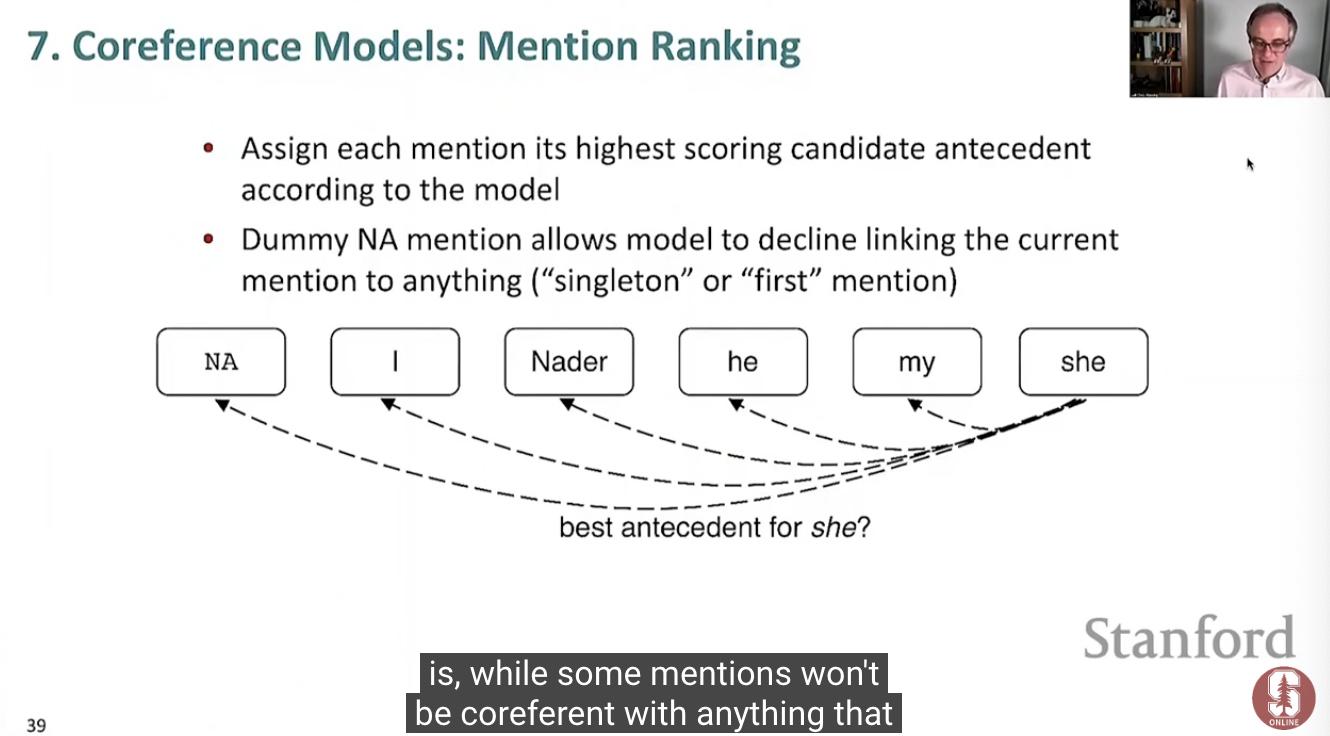 7. Coreference Models: Mention Ranking
• Assign each mention its highest scoring candidate antecedent
according to the model
• Dummy NA mention allows model to decline linking the current
mention to anything (“singleton” or “first” mention)
NA
I
Nader
he
my
she
best antecedent for she?
Stanford
is, while some mentions won't
be coreferent with anything that
S
ONLINE
39